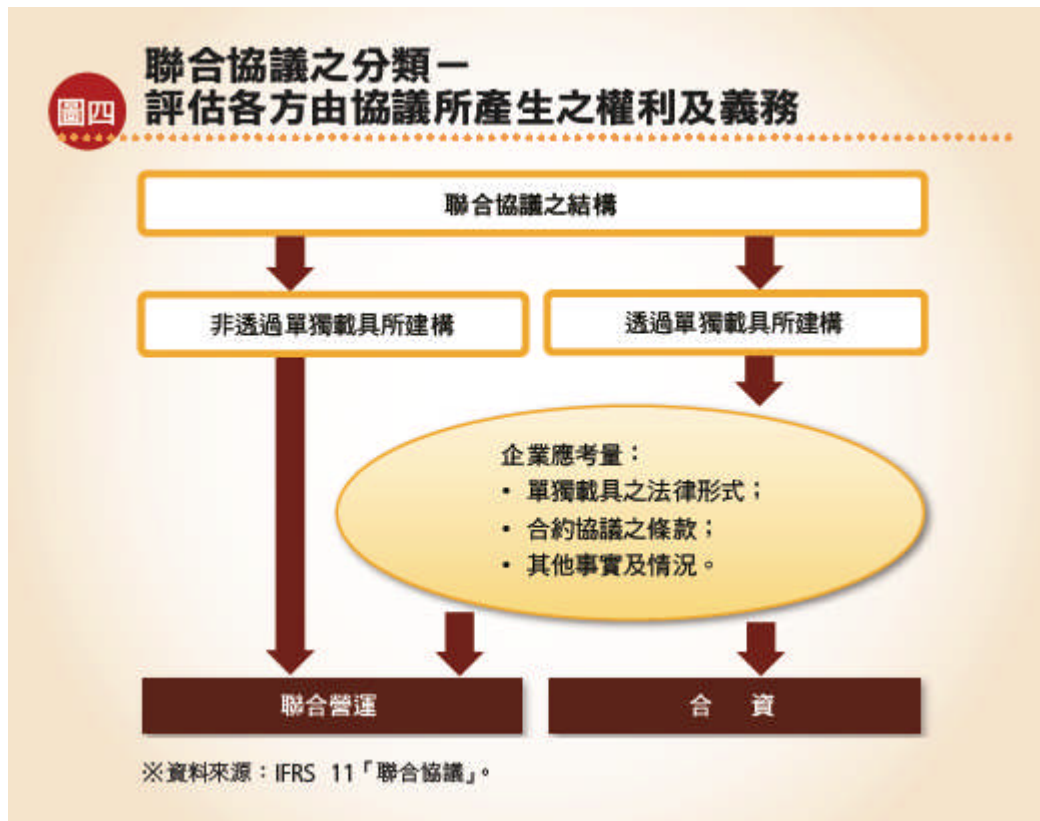 圖四
聯合協議之分類－
評估各方由協議所產生之權利及義務
聯合協議之結構
非透過單獨載具所建構
透過單獨載具所建構
企業應考量：
• 單獨載具之法律形式；
• 合約協議之條款；
• 其他事實及情況。
聯合營運
合 資
※資料來源：IFRS 11「聯合協議」。